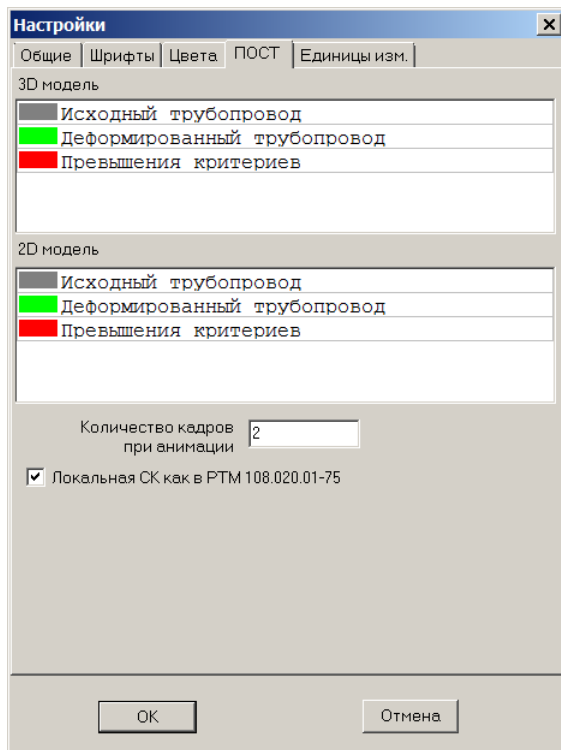 Настройки
Общие Шрифты Цвета ПОСТ Единицы изм.
3D модель
Исходный трубопровод
Деформированный трубопровод
Превышения критериев
2D модель
Исходный трубопровод
Деформированный трубопровод
Превышения критериев
Количество кадров 2
при анимации
Локальная СК как в РТМ 108.020.01-75
OK Отмена